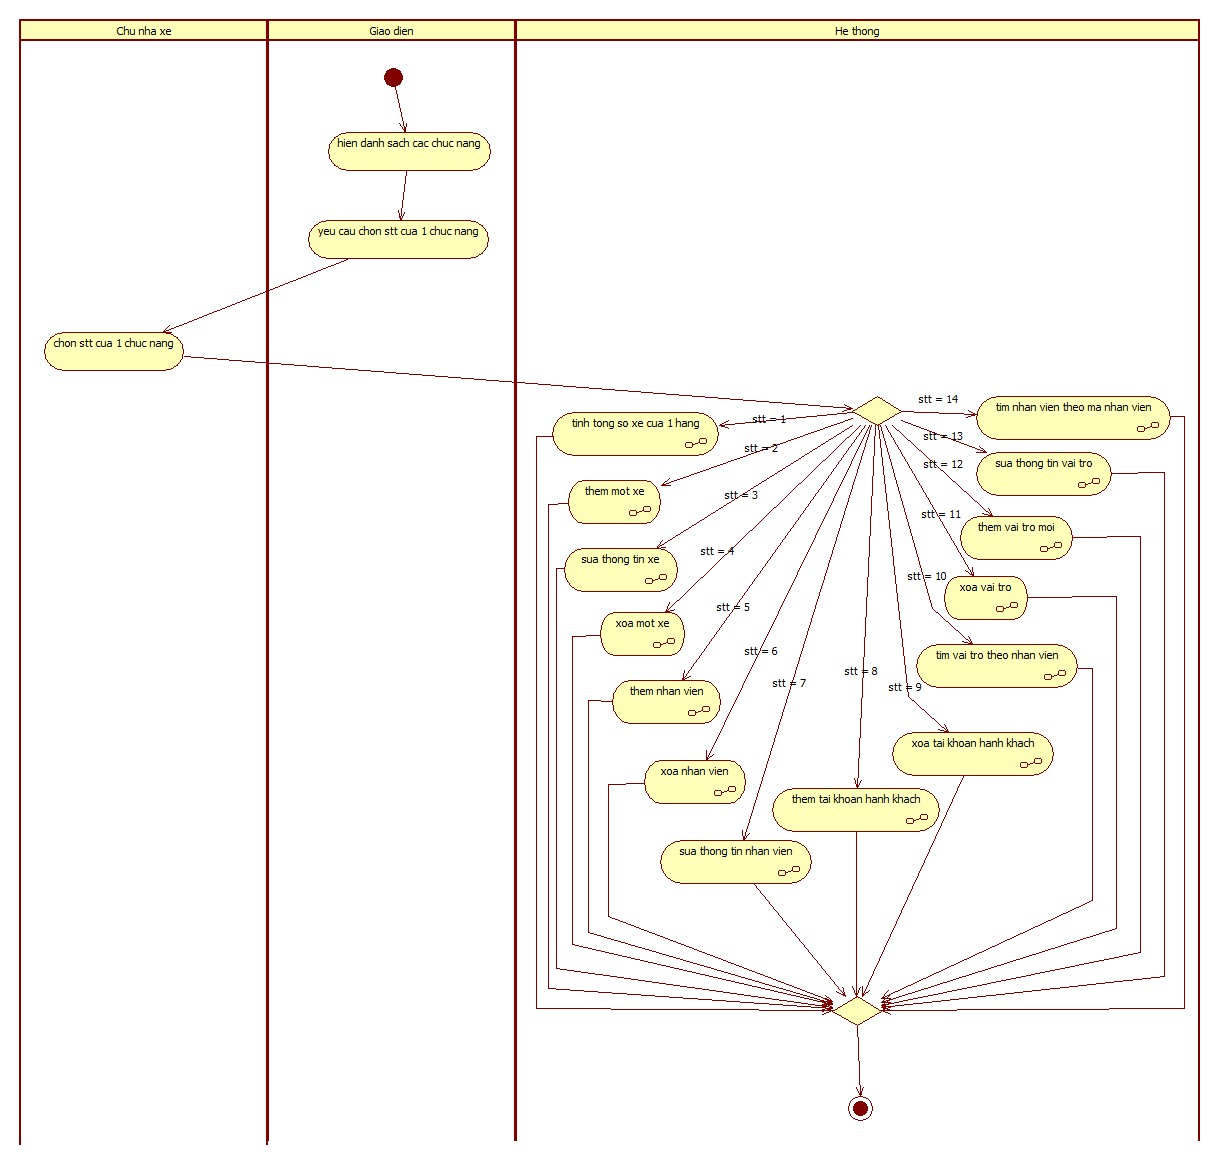 Chu nha xe
Giao dien
He thong
hien danh sach cac chuc nang
yeu cau chon stt cua 1 chuc nang
chon stt cua 1 chuc nang
stt = 14
tim nhan vien theo ma nhan vien
tinh tong so xe cua 1 hang
stt = 1
stt = 13
stt = 2
sua thong tin vai tro
stt = 12
them mot xe
stt = 3
stt = 11
them vai tro moi
sua thong tin xe
stt = 4
stt = 10
xoa vai tro
stt = 5
xoa mot xe
stt = 6
tim vai tro theo nhan vien
stt = 8
stt = 7
stt = 9
them nhan vien
xoa tai khoan hanh khach
xoa nhan vien
them tai khoan hanh khach
sua thong tin nhan vien